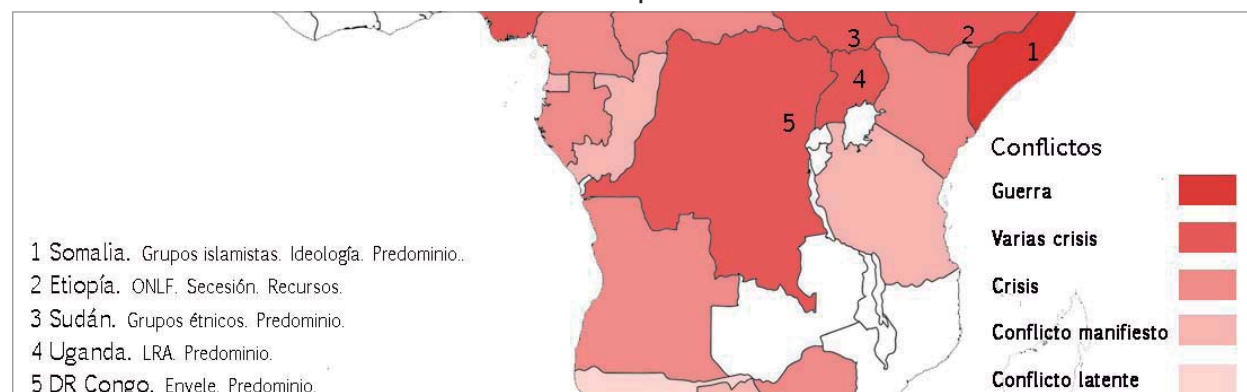 3
2
1
4
5
Conflictos
Guerra
Varias crisis
Crisis
Conflicto manifiesto
Conflicto latente
1 Somalia. Grupos islamistas. Ideología. Predominio..
2 Etiopía. ONLF. Secesión. Recursos.
3 Sudán. Grupos étnicos. Predominio.
4 Uganda. LRA. Predominio.
5 DR Congo. Enyele. Predominio.